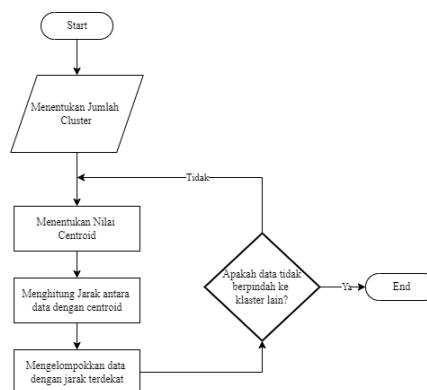 Start
Menentukan Jumlah
Cluster
Tidak
Menentukan Nilai
Centroid
Menghitung Jarak antara
data dengan centroid
Mengelompokkan data
dengan jarak terdekat
Apakah data tidak
berpindah ke
klaster lain?
Ya
End